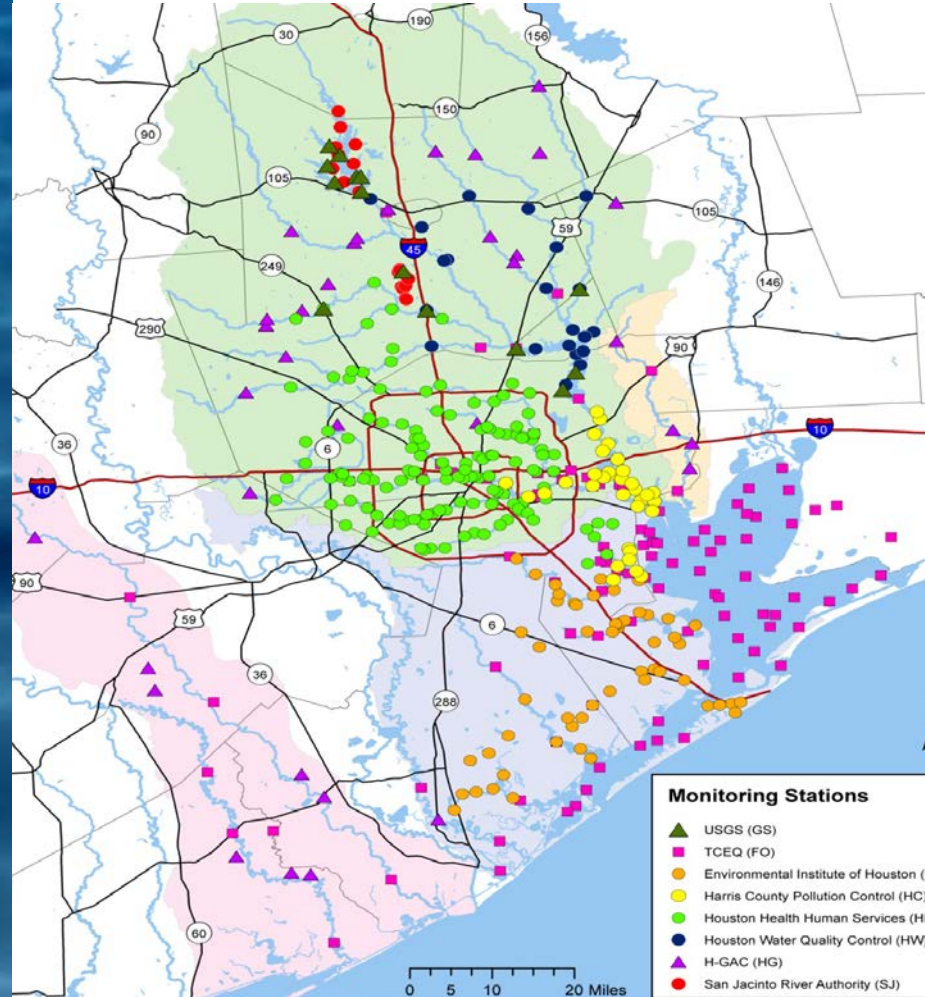 190
30
156
150
90
105
59
105
45
249
146
290
90
36
10
6
10
90
59
6
36
288
60
Monitoring Stations
USGS (GS)
TCEQ (FO)
Environmental Institute of Houston (
Harris County Pollution Control (HC)
Houston Health Human Services (H
Houston Water Quality Control (HW)
H-GAC (HG)
San Jacinto River Authority (SJ)
0 5 10 20 Miles